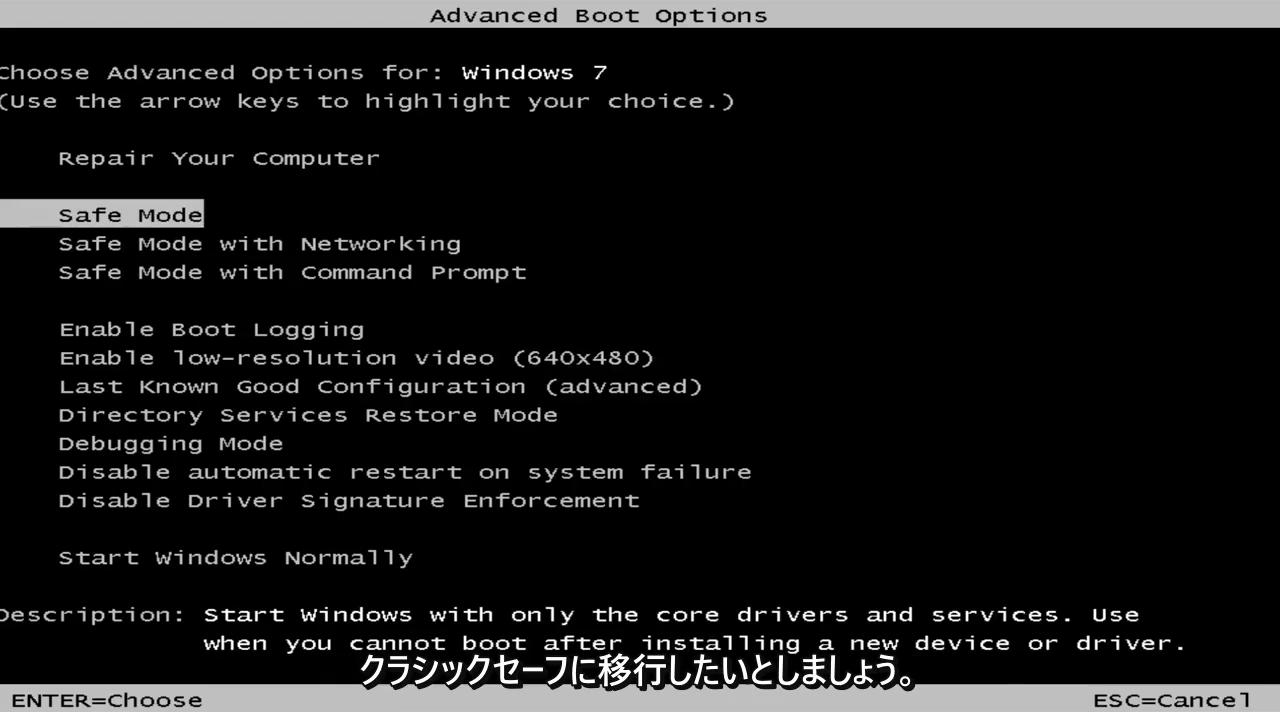 Advanced Boot Options
Choose Advanced Options for: Windows 7
(Use the arrow keys to highlight your choice.)
Repair Your Computer
Safe Mode
Safe Mode with Networking
Safe Mode with Command Prompt
Enable Boot Logging
Enable low-resolution video (640x480)
Last Known Good Configuration (advanced)
Directory Services Restore Mode
Debugging Mode
Disable automatic restart on system failure
Disable Driver Signature Enforcement
Start Windows Normally
Description: Start Windows with only the core drivers and services. Use
when you cannot boot after installing a new device or driver.
クラシックセーフに移行したいとしましょう。
ENTER=Choose ESC=Cancel